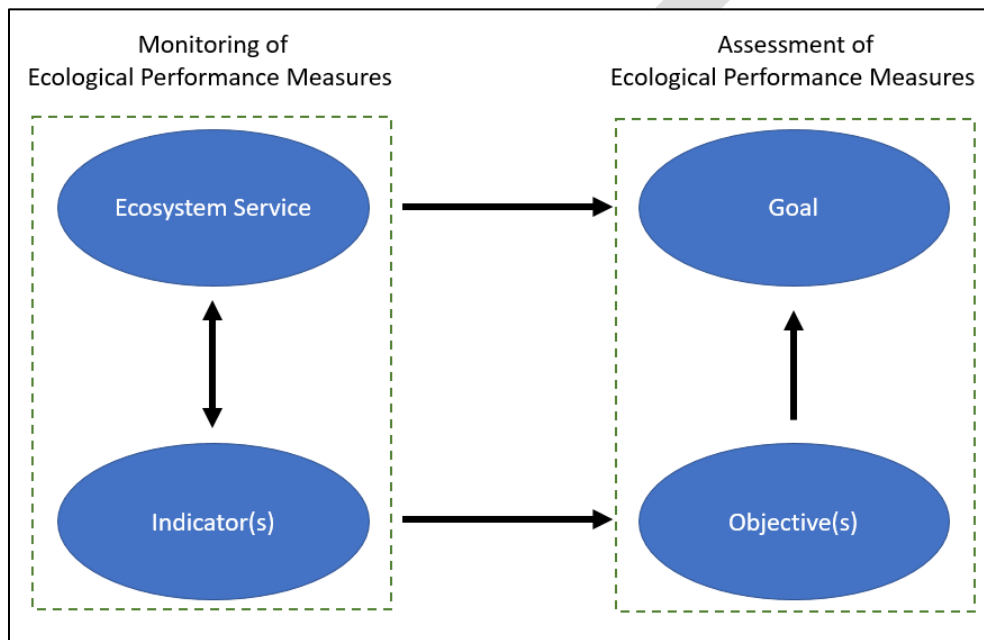 Monitoring of
Ecological Performance Measures
Assessment of
Ecological Performance Measures
Ecosystem Service
Goal
Indicator(s)
Objective(s)